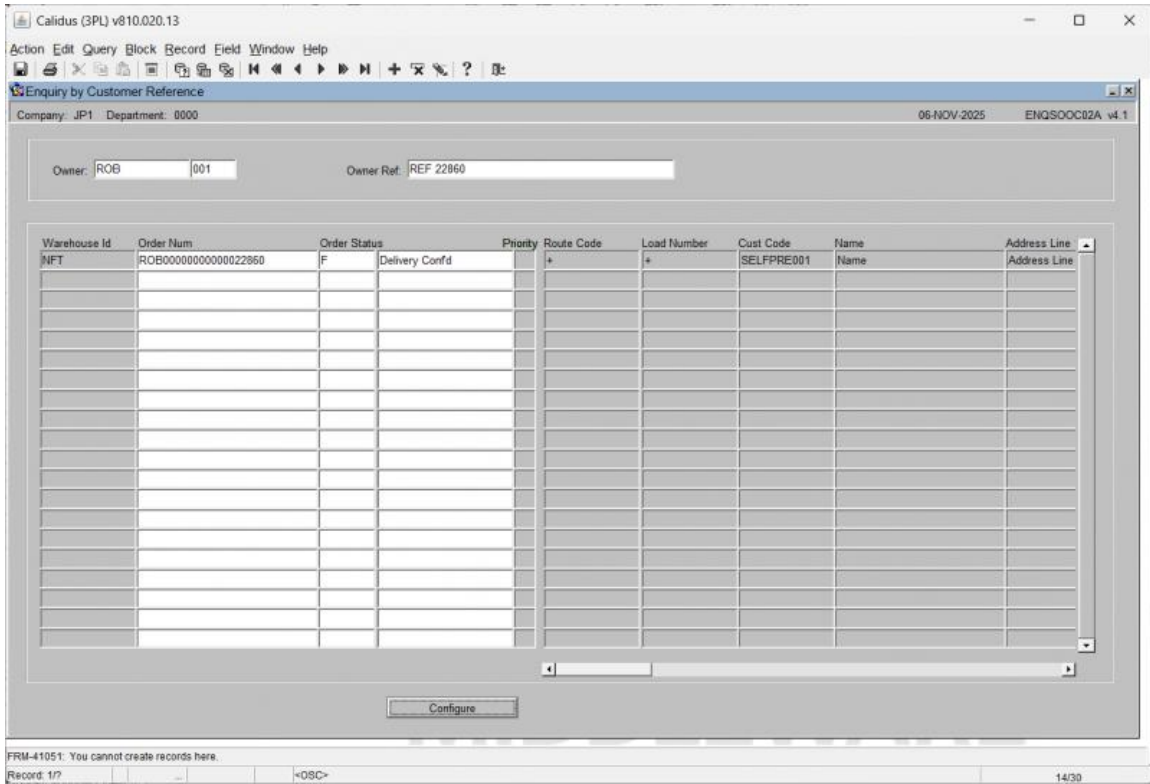 Calidus (3PL) v810.020.13
Action Edit Query Block Record Field Window Help
Enquiry by Customer Reference
Company: JP1 Department: 0000 06-NOV-2025 ENQSOOC02A v4.1
Owner: ROB 001 Owner Ref: REF 22860
Warehouse Id Order Num Order Status Priority Route Code Load Number Cust Code Name Address Line
NFT ROB00000000000022860 F Delivery Conf'd + + SELFPRE001 Name Address Line
Configure
FRM-41051: You cannot create records here.
Record: 1/? ... <OSC> 14/30